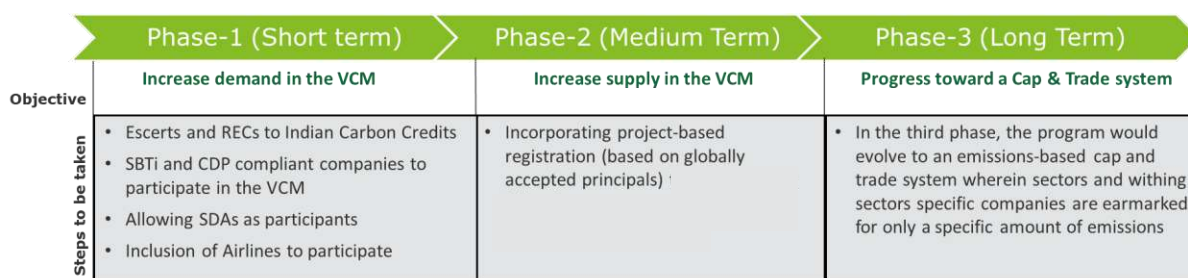 Phase-1 (Short term)
Phase-2 (Medium Term)
Phase-3 (Long Term)
Objective
Increase demand in the VCM
Increase supply in the VCM
Progress toward a Cap & Trade system
Steps to be taken
• Escerts and RECs to Indian Carbon Credits
• SBTi and CDP compliant companies to
participate in the VCM
• Allowing SDAs as participants
• Inclusion of Airlines to participate
• Incorporating project-based
registration (based on globally
accepted principals)
• In the third phase, the program would
evolve to an emissions-based cap and
trade system wherein sectors and withing
sectors specific companies are earmarked
for only a specific amount of emissions